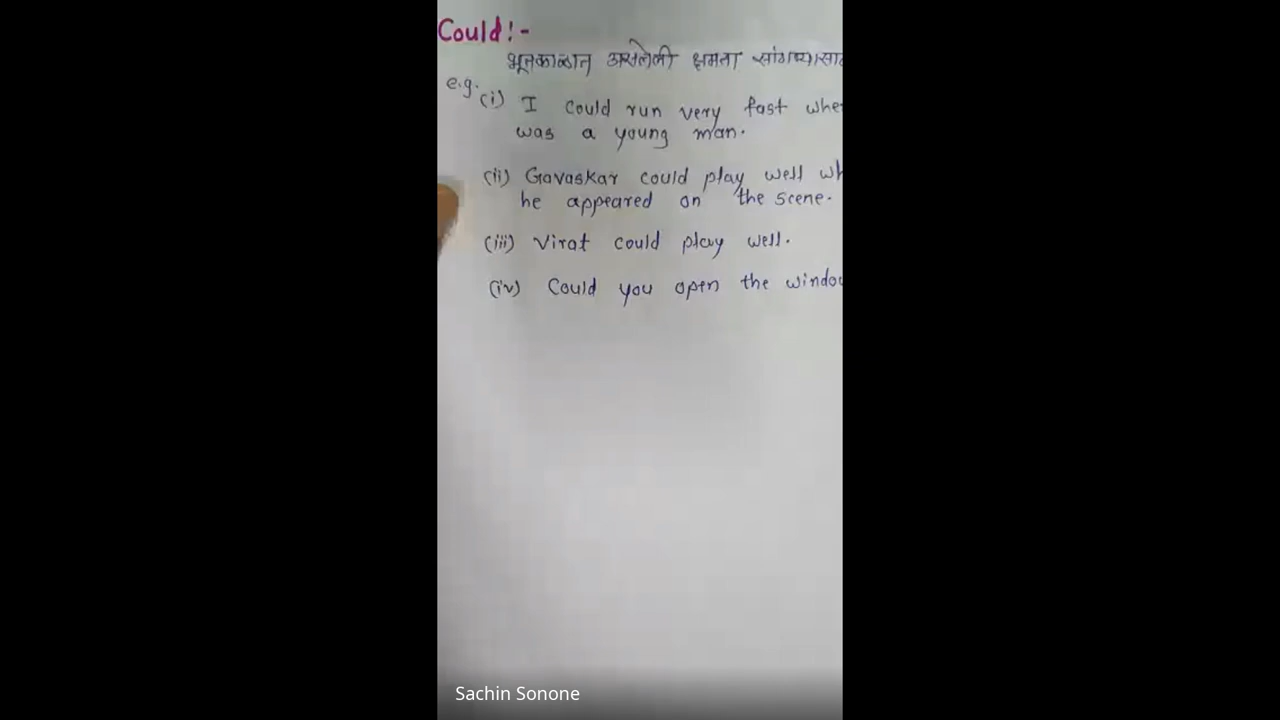 Could!-
भूतकाळात असलेली क्षमता सांगण्यासा
e.g. (i) I could run very fast whe
was a young man.
(ii) Gavaskar could play well wh
he appeared on the scene.
(iii) Virat could play well.
(iv) Could you open the windo
Sachin Sonone